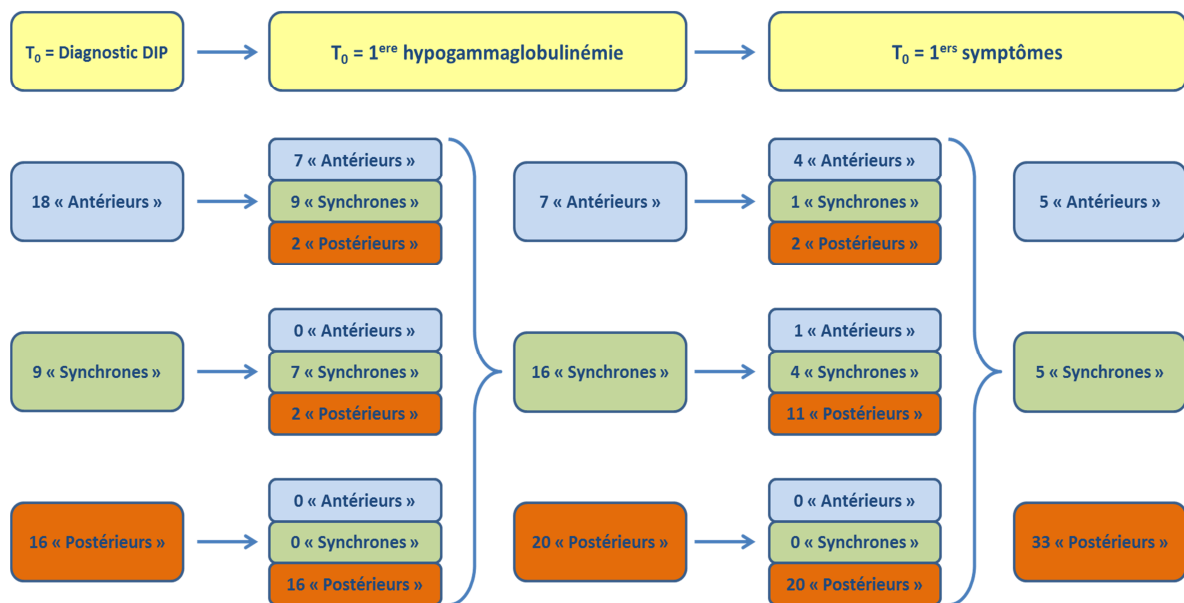 T₀ = Diagnostic DIP
T₀ = 1ere hypogammaglobulinémie
T₀ = 1ers symptômes
18 « Antérieurs »
7 « Antérieurs »
9 « Synchrones »
2 « Postérieurs »
7 « Antérieurs »
4 « Antérieurs »
1 « Synchrones »
2 « Postérieurs »
5 « Antérieurs »
9 « Synchrones »
0 « Antérieurs »
7 « Synchrones »
2 « Postérieurs »
16 « Synchrones »
1 « Antérieurs »
4 « Synchrones »
11 « Postérieurs »
5 « Synchrones »
16 « Postérieurs »
0 « Antérieurs »
0 « Synchrones »
16 « Postérieurs »
20 « Postérieurs »
0 « Antérieurs »
0 « Synchrones »
20 « Postérieurs »
33 « Postérieurs »